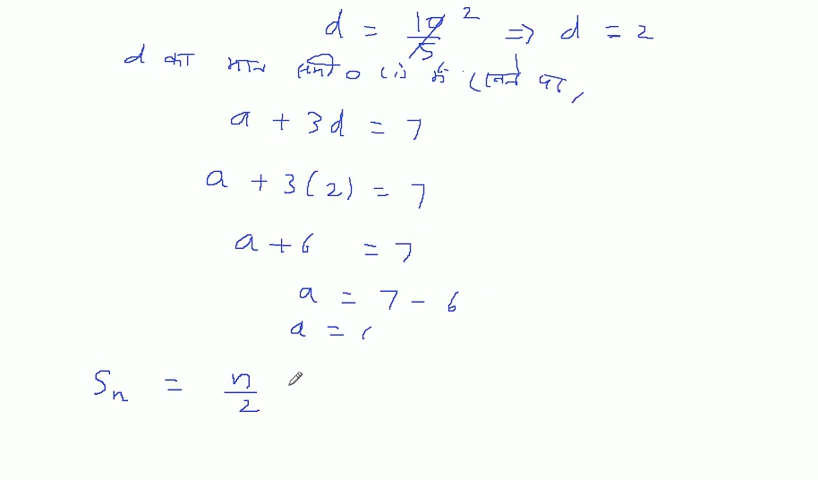 d = 10/5 2 ⇒ d = 2
d का मान समी० (i) में रखने पर,
a + 3d = 7
a + 3(2) = 7
a + 6 = 7
a = 7 - 6
a = 1
Sn = n/2